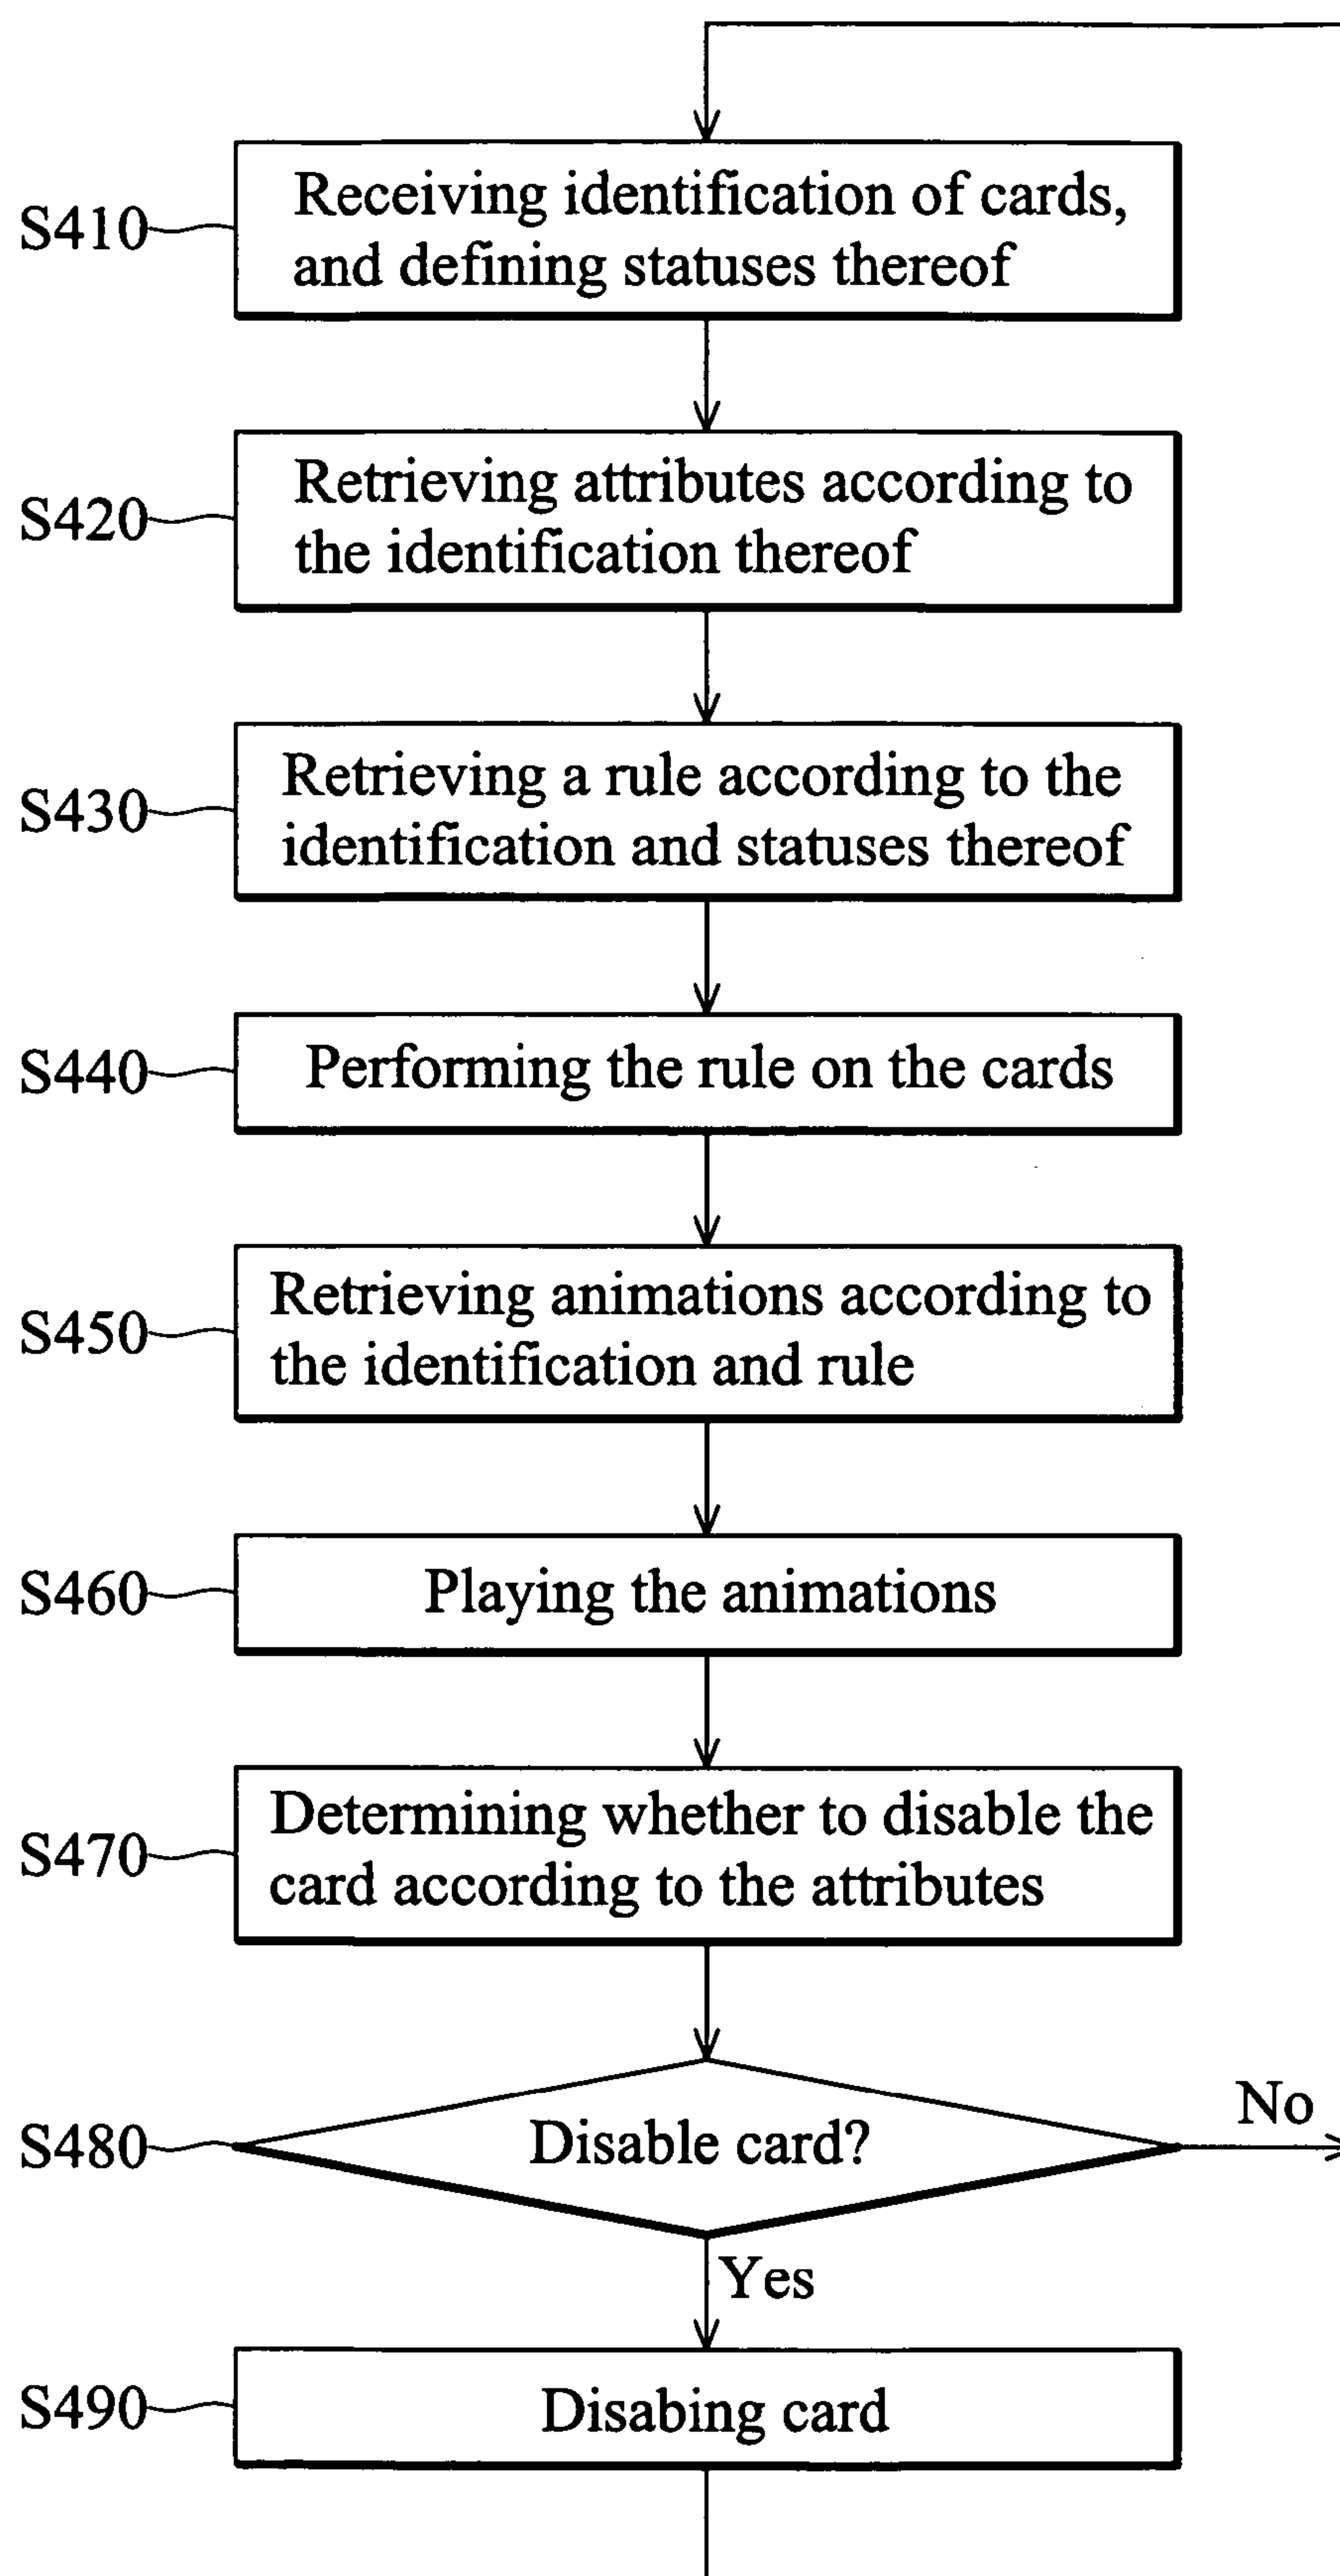 S410
Receiving identification of cards,
and defining statuses thereof
S420
Retrieving attributes according to
the identification thereof
S430
Retrieving a rule according to the
identification and statuses thereof
S440
Performing the rule on the cards
S450
Retrieving animations according to
the identification and rule
S460
Playing the animations
S470
Determining whether to disable the
card according to the attributes
S480
Disable card?
No
Yes
S490
Disabing card